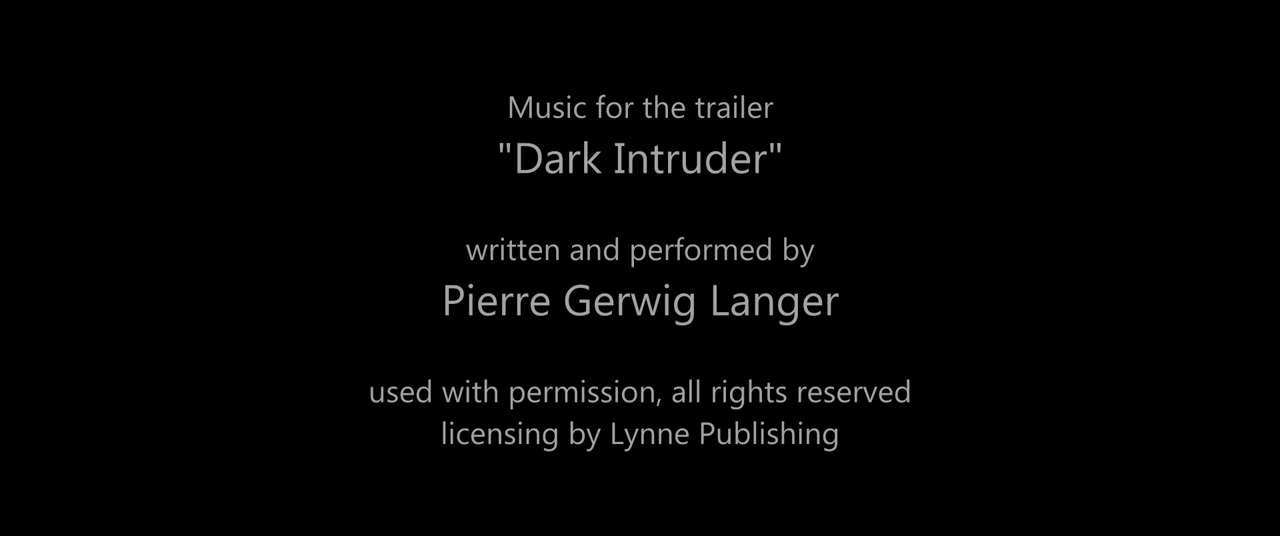 Music for the trailer
"Dark Intruder"
written and performed by
Pierre Gerwig Langer
used with permission, all rights reserved
licensing by Lynne Publishing